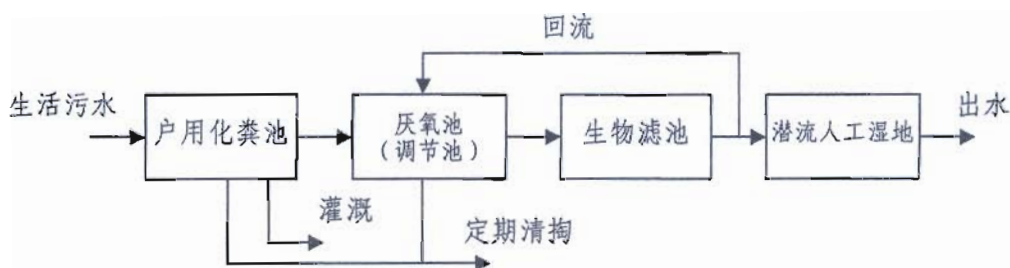 回流
生活污水
户用化粪池
厌氧池
（调节池）
生物滤池
潜流人工湿地
出水
灌溉
定期清掏